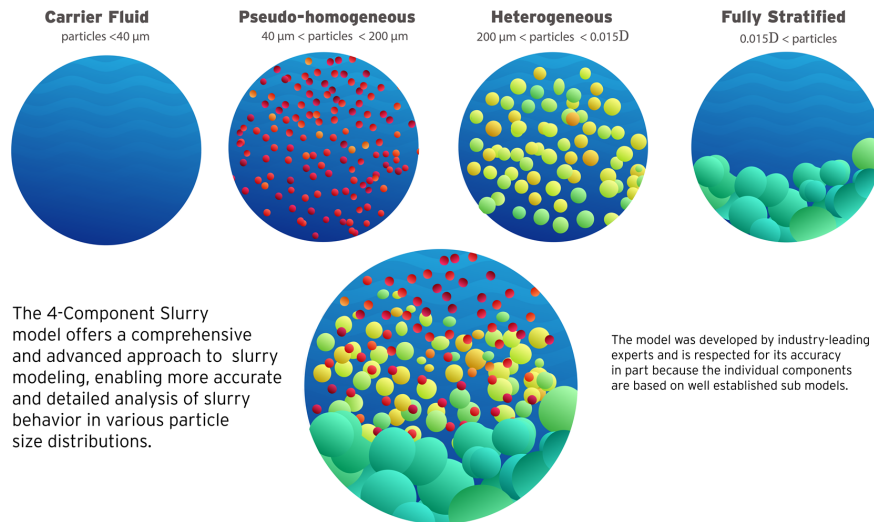 Carrier Fluid
particles <40 μm
Pseudo-homogeneous
40 μm < particles < 200 μm
Heterogeneous
200 μm < particles < 0.015D
Fully Stratified
0.015D < particles
The 4-Component Slurry
model offers a comprehensive
and advanced approach to slurry
modeling, enabling more accurate
and detailed analysis of slurry
behavior in various particle
size distributions.
The model was developed by industry-leading
experts and is respected for its accuracy
in part because the individual components
are based on well established sub models.